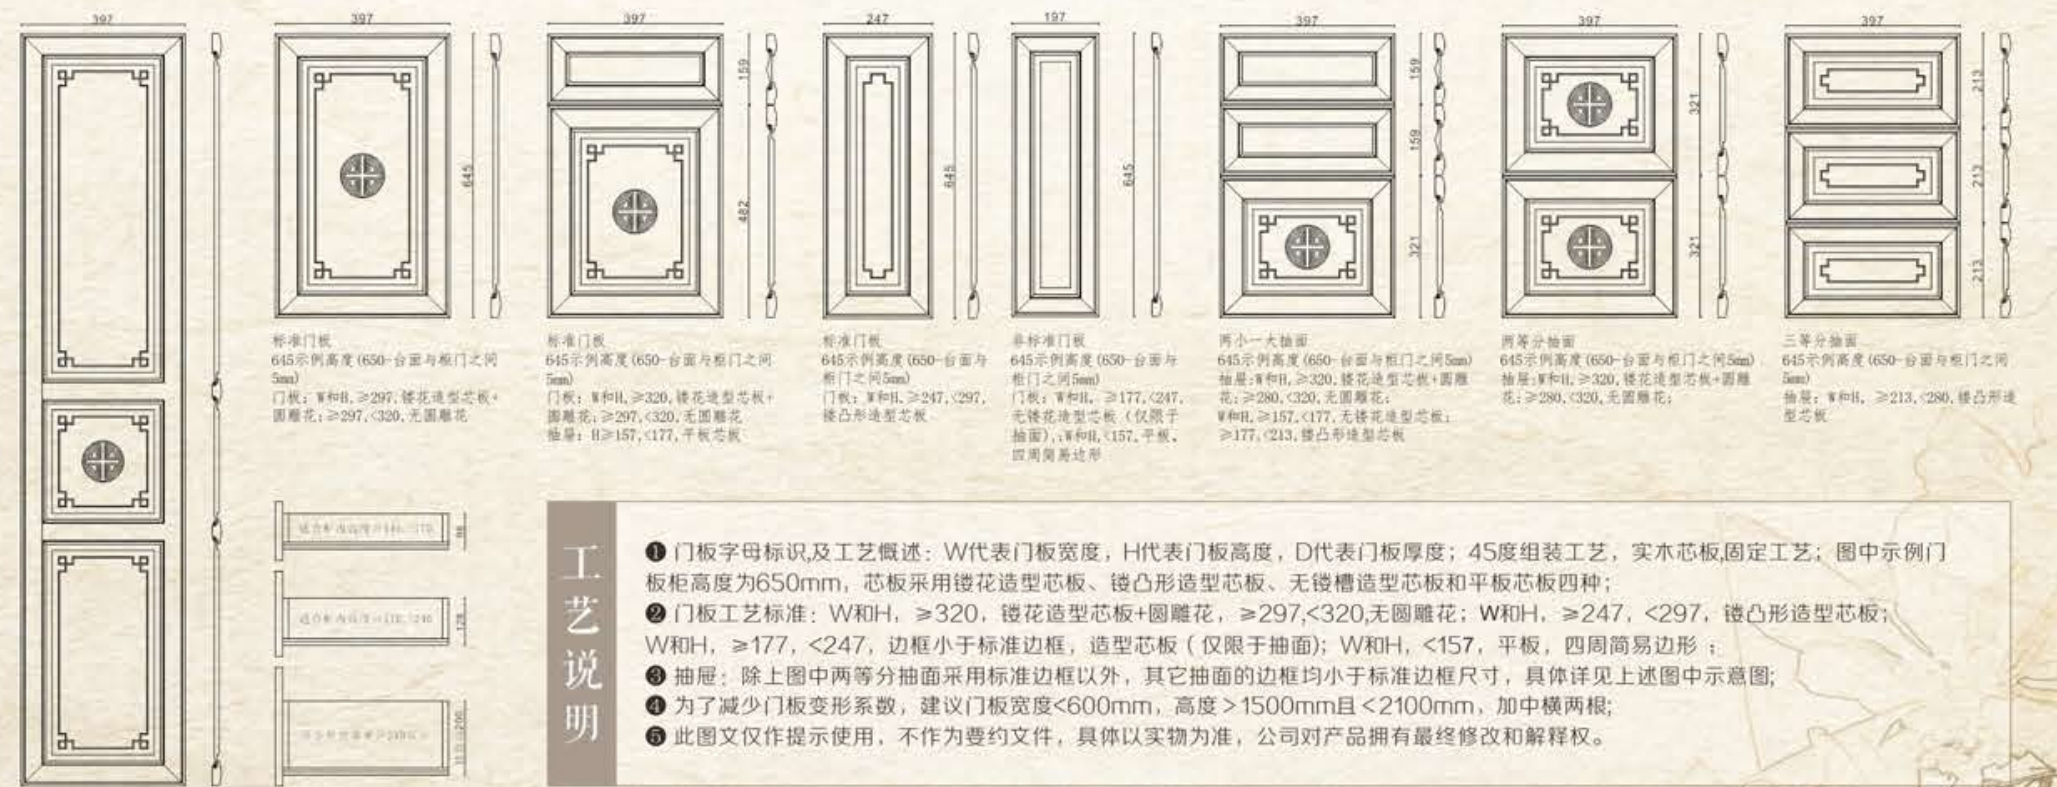 397
397
397
247
197
397
397
397
645
159
482
645
645
159
159
321
321
321
213
213
213
标准门板
645示例高度(650-台面与柜门之间
5mm)
门板：W和H,≥297,镂花造型芯板+
圆雕花;≥297,<320,无圆雕花
标准门板
645示例高度(650-台面与柜门之间
5mm)
门板：W和H,≥320,镂花造型芯板+
圆雕花;≥297,<320,无圆雕花
抽屉：H≥157,<177,平板芯板
标准门板
645示例高度(650-台面与
柜门之间5mm)
门板：W和H,≥247,<297,
镂凸形造型芯板
非标准门板
645示例高度(650-台面与
柜门之间5mm)
门板：W和H, ≥177,<247,
无镂花造型芯板（仅限于
抽面),;W和H,<157,平板,
四周简易边形
两小一大抽面
645示例高度(650-台面与柜门之间5mm)
抽屉:W和H,≥320,镂花造型芯板+圆雕
花;≥280,<320,无圆雕花;
W和H,≥157,<177,无镂花造型芯板;
≥177,<213,镂凸形造型芯板
两等分抽面
645示例高度(650-台面与柜门之间5mm)
抽屉:W和H,≥320,镂花造型芯板+圆雕
花;≥280,<320,无圆雕花;
三等分抽面
645示例高度(650-台面与柜门之间
5mm)
抽屉：W和H, ≥213,<280,镂凸形造
型芯板
98
128
工艺说明
❶ 门板字母标识,及工艺概述：W代表门板宽度，H代表门板高度，D代表门板厚度；45度组装工艺，实木芯板,固定工艺；图中示例门
板柜高度为650mm，芯板采用镂花造型芯板、镂凸形造型芯板、无镂槽造型芯板和平板芯板四种；
❷ 门板工艺标准：W和H，≥320，镂花造型芯板+圆雕花，≥297,<320,无圆雕花；W和H，≥247，<297，镂凸形造型芯板；
W和H，≥177，<247，边框小于标准边框，造型芯板（仅限于抽面)；W和H，<157，平板，四周简易边形 ；
❸ 抽屉：除上图中两等分抽面采用标准边框以外，其它抽面的边框均小于标准边框尺寸，具体详见上述图中示意图;
❹ 为了减少门板变形系数，建议门板宽度<600mm，高度＞1500mm且＜2100mm，加中横两根;
❺ 此图文仅作提示使用，不作为要约文件，具体以实物为准，公司对产品拥有最终修改和解释权。